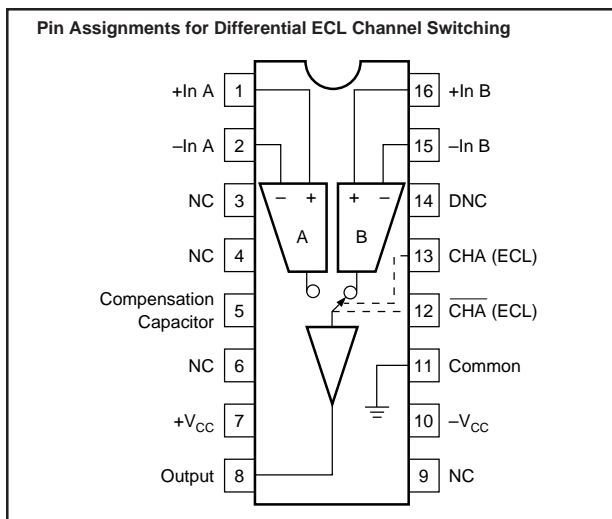 Pin Assignments for Differential ECL Channel Switching
+In A 1 16 +In B
–In A 2 15 –In B
NC 3 – + + – 14 DNC
A B
NC 4 13 CHA (ECL)
Compensation
Capacitor 5 12 CHA (ECL)
NC 6 11 Common
+VCC 7 10 –VCC
Output 8 9 NC